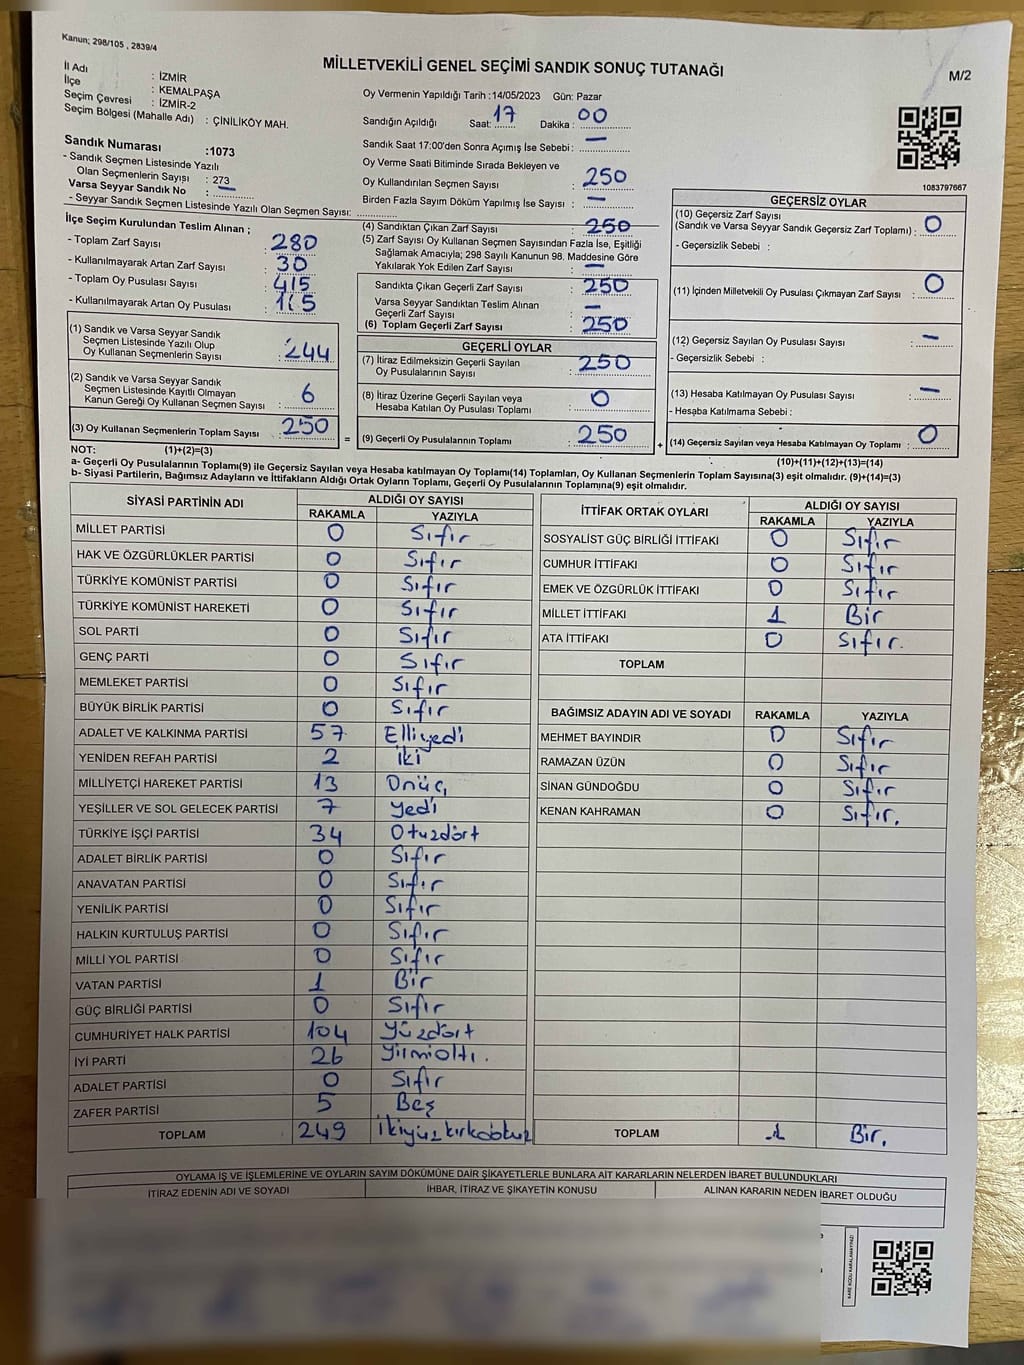 Kanun; 298/105 , 2839/4
MİLLETVEKİLİ GENEL SEÇİMİ SANDIK SONUÇ TUTANAĞI
M/2
İl Adı : İZMİR
İlçe : KEMALPAŞA
Seçim Çevresi : İZMİR-2
Seçim Bölgesi (Mahalle Adı) : ÇİNİLİKÖY MAH.
Sandık Numarası :1073
- Sandık Seçmen Listesinde Yazılı
Olan Seçmenlerin Sayısı : 273
Varsa Seyyar Sandık No : —
- Seyyar Sandık Seçmen Listesinde Yazılı Olan Seçmen Sayısı:
Oy Vermenin Yapıldığı Tarih :14/05/2023 Gün: Pazar
Sandığın Açıldığı Saat: 17 Dakika : 00
Sandık Saat 17:00'den Sonra Açımış İse Sebebi : —
Oy Verme Saati Bitiminde Sırada Bekleyen ve
Oy Kullandırılan Seçmen Sayısı : 250
Birden Fazla Sayım Döküm Yapılmış İse Sayısı : —
1083797667
İlçe Seçim Kurulundan Teslim Alınan ;
- Toplam Zarf Sayısı : 280
- Kullanılmayarak Artan Zarf Sayısı : 30
- Toplam Oy Pusulası Sayısı : 415
- Kullanılmayarak Artan Oy Pusulası : 165
(1) Sandık ve Varsa Seyyar Sandık
Seçmen Listesinde Yazılı Olup
Oy Kullanan Seçmenlerin Sayısı : 244
(2) Sandık ve Varsa Seyyar Sandık
Seçmen Listesinde Kayıtlı Olmayan
Kanun Gereği Oy Kullanan Seçmen Sayısı : 6
(3) Oy Kullanan Seçmenlerin Toplam Sayısı : 250
(4) Sandıktan Çıkan Zarf Sayısı : 250
(5) Zarf Sayısı Oy Kullanan Seçmen Sayısından Fazla İse, Eşitliği
Sağlamak Amacıyla; 298 Sayılı Kanunun 98. Maddesine Göre
Yakılarak Yok Edilen Zarf Sayısı : —
Sandıkta Çıkan Geçerli Zarf Sayısı : 250
Varsa Seyyar Sandıktan Teslim Alınan
Geçerli Zarf Sayısı : —
(6) Toplam Geçerli Zarf Sayısı : 250
GEÇERLİ OYLAR
(7) İtiraz Edilmeksizin Geçerli Sayılan
Oy Pusulalarının Sayısı : 250
(8) İtiraz Üzerine Geçerli Sayılan veya
Hesaba Katılan Oy Pusulası Toplamı : 0
= (9) Geçerli Oy Pusulalarının Toplamı : 250 +
GEÇERSİZ OYLAR
(10) Geçersiz Zarf Sayısı
(Sandık ve Varsa Seyyar Sandık Geçersiz Zarf Toplamı) : 0
- Geçersizlik Sebebi :
(11) İçinden Milletvekili Oy Pusulası Çıkmayan Zarf Sayısı : 0
(12) Geçersiz Sayılan Oy Pusulası Sayısı : —
- Geçersizlik Sebebi :
(13) Hesaba Katılmayan Oy Pusulası Sayısı : —
- Hesaba Katılmama Sebebi :
(14) Geçersiz Sayılan veya Hesaba Katılmayan Oy Toplamı : 0
NOT: (1)+(2)=(3)
(10)+(11)+(12)+(13)=(14)
a- Geçerli Oy Pusulalarının Toplamı(9) ile Geçersiz Sayılan veya Hesaba katılmayan Oy Toplamı(14) Toplamları, Oy Kullanan Seçmenlerin Toplam Sayısına(3) eşit olmalıdır. (9)+(14)=(3)
b- Siyasi Partilerin, Bağımsız Adayların ve İttifakların Aldığı Ortak Oyların Toplamı, Geçerli Oy Pusulalarının Toplamına(9) eşit olmalıdır.
SİYASİ PARTİNİN ADI ALDIĞI OY SAYISI
RAKAMLA YAZIYLA
MİLLET PARTİSİ 0 Sıfır
HAK VE ÖZGÜRLÜKLER PARTİSİ 0 Sıfır
TÜRKİYE KOMÜNİST PARTİSİ 0 Sıfır
TÜRKİYE KOMÜNİST HAREKETİ 0 Sıfır
SOL PARTİ 0 Sıfır
GENÇ PARTİ 0 Sıfır
MEMLEKET PARTİSİ 0 Sıfır
BÜYÜK BİRLİK PARTİSİ 0 Sıfır
ADALET VE KALKINMA PARTİSİ 57 Elliyedi
YENİDEN REFAH PARTİSİ 2 İki
MİLLİYETÇİ HAREKET PARTİSİ 13 Onüç
YEŞİLLER VE SOL GELECEK PARTİSİ 7 Yedi
TÜRKİYE İŞÇİ PARTİSİ 34 Otuzdört
ADALET BİRLİK PARTİSİ 0 Sıfır
ANAVATAN PARTİSİ 0 Sıfır
YENİLİK PARTİSİ 0 Sıfır
HALKIN KURTULUŞ PARTİSİ 0 Sıfır
MİLLİ YOL PARTİSİ 0 Sıfır
VATAN PARTİSİ 1 Bir
GÜÇ BİRLİĞİ PARTİSİ 0 Sıfır
CUMHURİYET HALK PARTİSİ 104 Yüzdört
İYİ PARTİ 26 Yirmialtı.
ADALET PARTİSİ 0 Sıfır
ZAFER PARTİSİ 5 Beş
TOPLAM 249 İkiyüzkırkdokuz
İTTİFAK ORTAK OYLARI ALDIĞI OY SAYISI
RAKAMLA YAZIYLA
SOSYALİST GÜÇ BİRLİĞİ İTTİFAKI 0 Sıfır
CUMHUR İTTİFAKI 0 Sıfır
EMEK VE ÖZGÜRLÜK İTTİFAKI 0 Sıfır
MİLLET İTTİFAKI 1 Bir
ATA İTTİFAKI 0 Sıfır.
TOPLAM
BAĞIMSIZ ADAYIN ADI VE SOYADI RAKAMLA YAZIYLA
MEHMET BAYINDIR 0 Sıfır
RAMAZAN ÜZÜN 0 Sıfır
SİNAN GÜNDOĞDU 0 Sıfır
KENAN KAHRAMAN 0 Sıfır.
TOPLAM 1 Bir.
OYLAMA İŞ VE İŞLEMLERİNE VE OYLARIN SAYIM DÖKÜMÜNE DAİR ŞİKAYETLERLE BUNLARA AİT KARARLARIN NELERDEN İBARET BULUNDUKLARI
İTİRAZ EDENİN ADI VE SOYADI İHBAR, İTİRAZ VE ŞİKAYETİN KONUSU ALINAN KARARIN NEDEN İBARET OLDUĞU
KARE KODU KARALAMAYINIZ!